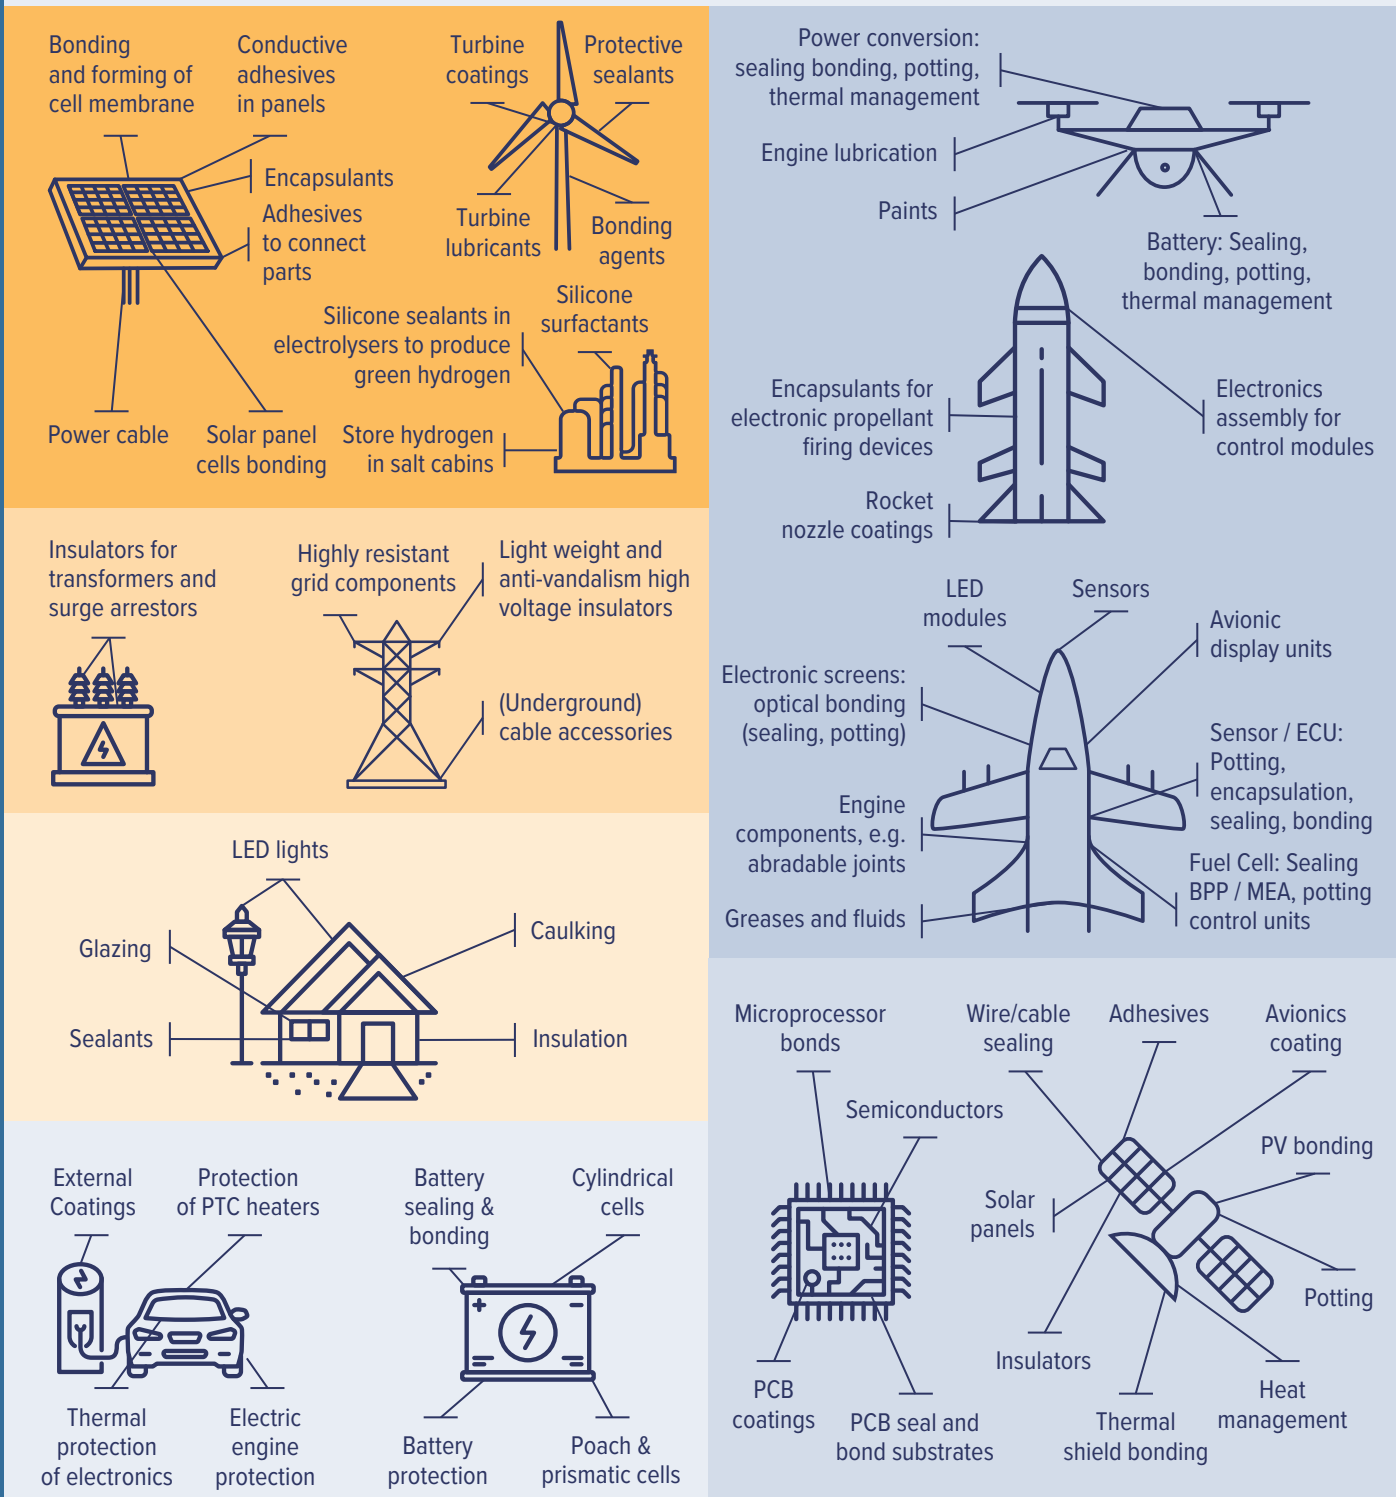 Bonding
and forming of
cell membrane
Conductive
adhesives
in panels
Encapsulants
Adhesives
to connect
parts
Power cable
Solar panel
cells bonding
Turbine
coatings
Protective
sealants
Turbine
lubricants
Bonding
agents
Silicone sealants in
electrolysers to produce
green hydrogen
Silicone
surfactants
Store hydrogen
in salt cabins
Insulators for
transformers and
surge arrestors
Highly resistant
grid components
Light weight and
anti-vandalism high
voltage insulators
(Underground)
cable accessories
LED lights
Glazing
Caulking
Sealants
Insulation
External
Coatings
Protection
of PTC heaters
Thermal
protection
of electronics
Electric
engine
protection
Battery
sealing &
bonding
Cylindrical
cells
Battery
protection
Poach &
prismatic cells
Power conversion:
sealing bonding, potting,
thermal management
Engine lubrication
Paints
Battery: Sealing,
bonding, potting,
thermal management
Encapsulants for
electronic propellant
firing devices
Electronics
assembly for
control modules
Rocket
nozzle coatings
LED
modules
Sensors
Avionic
display units
Electronic screens:
optical bonding
(sealing, potting)
Sensor / ECU:
Potting,
encapsulation,
sealing, bonding
Engine
components, e.g.
abradable joints
Fuel Cell: Sealing
BPP / MEA, potting
control units
Greases and fluids
Microprocessor
bonds
Semiconductors
PCB
coatings
PCB seal and
bond substrates
Wire/cable
sealing
Adhesives
Avionics
coating
PV bonding
Solar
panels
Potting
Insulators
Heat
management
Thermal
shield bonding